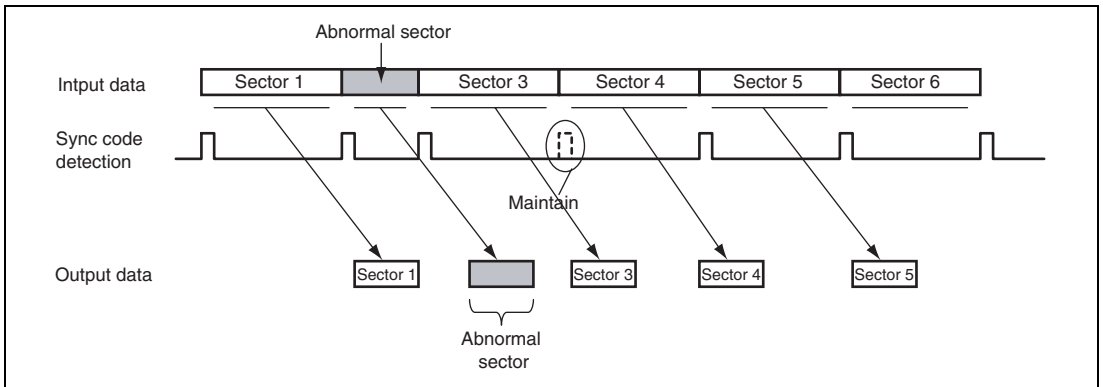 Abnormal sector
Intput data
Sector 1
Sector 3
Sector 4
Sector 5
Sector 6
Sync code
detection
Maintain
Output data
Sector 1
Sector 3
Sector 4
Sector 5
Abnormal
sector